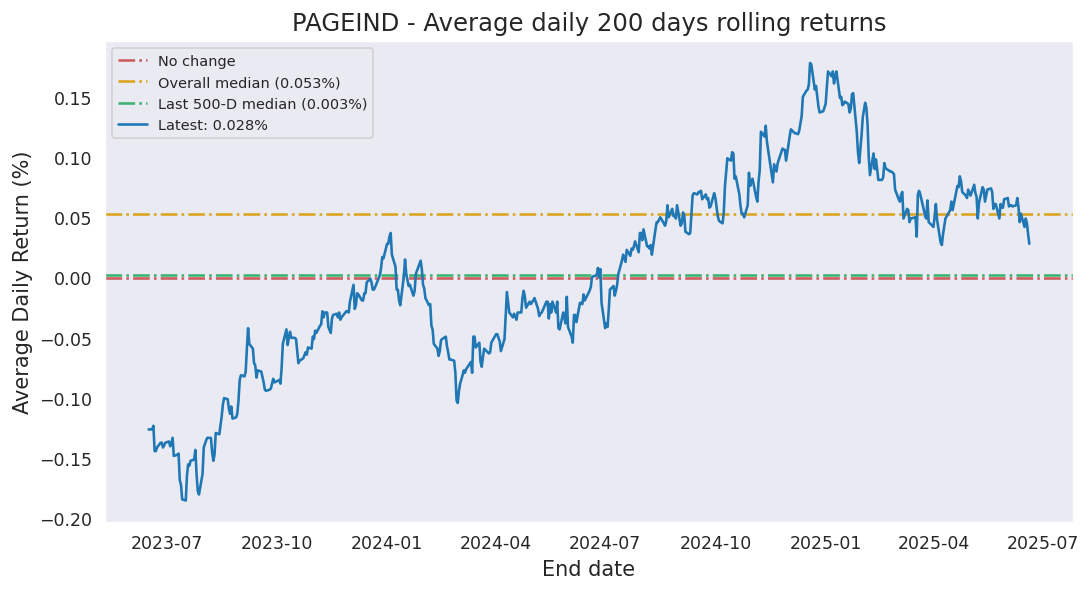 PAGEIND - Average daily 200 days rolling returns
No change
Overall median (0.053%)
Last 500-D median (0.003%)
Latest: 0.028%
Average Daily Return (%)
0.15
0.10
0.05
0.00
−0.05
−0.10
−0.15
−0.20
2023-07 2023-10 2024-01 2024-04 2024-07 2024-10 2025-01 2025-04 2025-07
End date